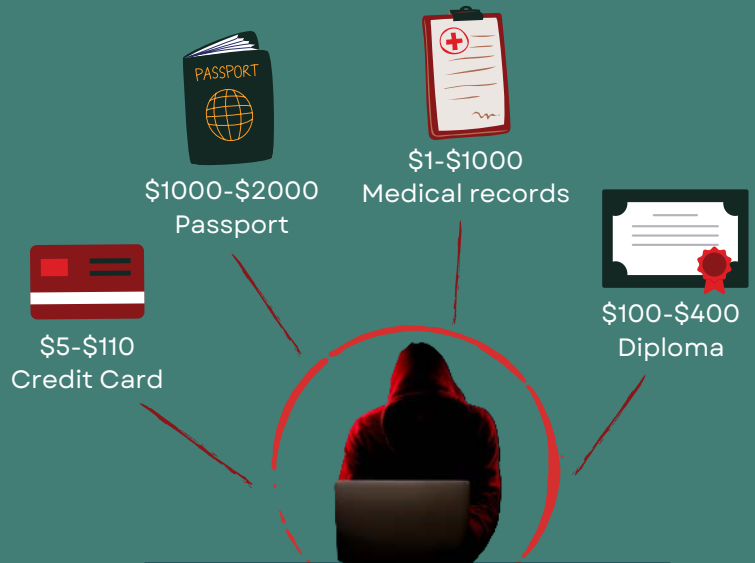 PASSPORT
$1000-$2000
Passport
$1-$1000
Medical records
$5-$110
Credit Card
$100-$400
Diploma